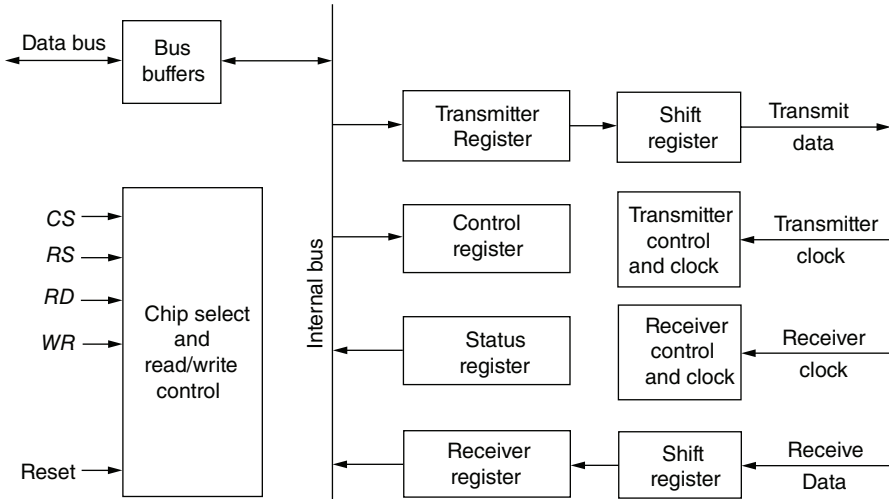 Data bus
Bus
buffers
Transmitter
Register
Shift
register
Transmit
data
CS
RS
RD
WR
Reset
Chip select
and
read/write
control
Internal bus
Control
register
Transmitter
control
and clock
Transmitter
clock
Status
register
Receiver
control
and clock
Receiver
clock
Receiver
register
Shift
register
Receive
Data